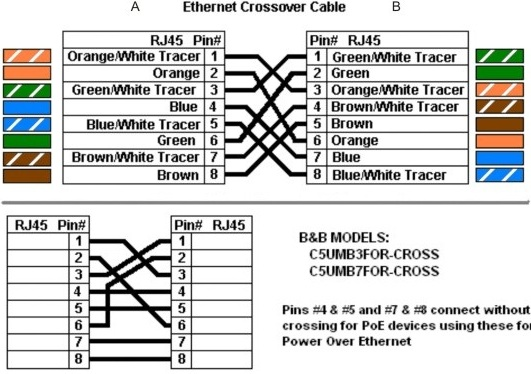 A Ethernet Crossover Cable B
RJ45 Pin# Pin# RJ45
Orange/White Tracer 1 1 Green/White Tracer
Orange 2 2 Green
Green/White Tracer 3 3 Orange/White Tracer
Blue 4 4 Brown/White Tracer
Blue/White Tracer 5 5 Brown
Green 6 6 Orange
Brown/White Tracer 7 7 Blue
Brown 8 8 Blue/White Tracer
RJ45 Pin# Pin# RJ45
1 1
2 2
3 3
4 4
5 5
6 6
7 7
8 8
B&B MODELS:
C5UMB3FOR-CROSS
C5UMB7FOR-CROSS
Pins #4 & #5 and #7 & #8 connect without
crossing for PoE devices using these for
Power Over Ethernet